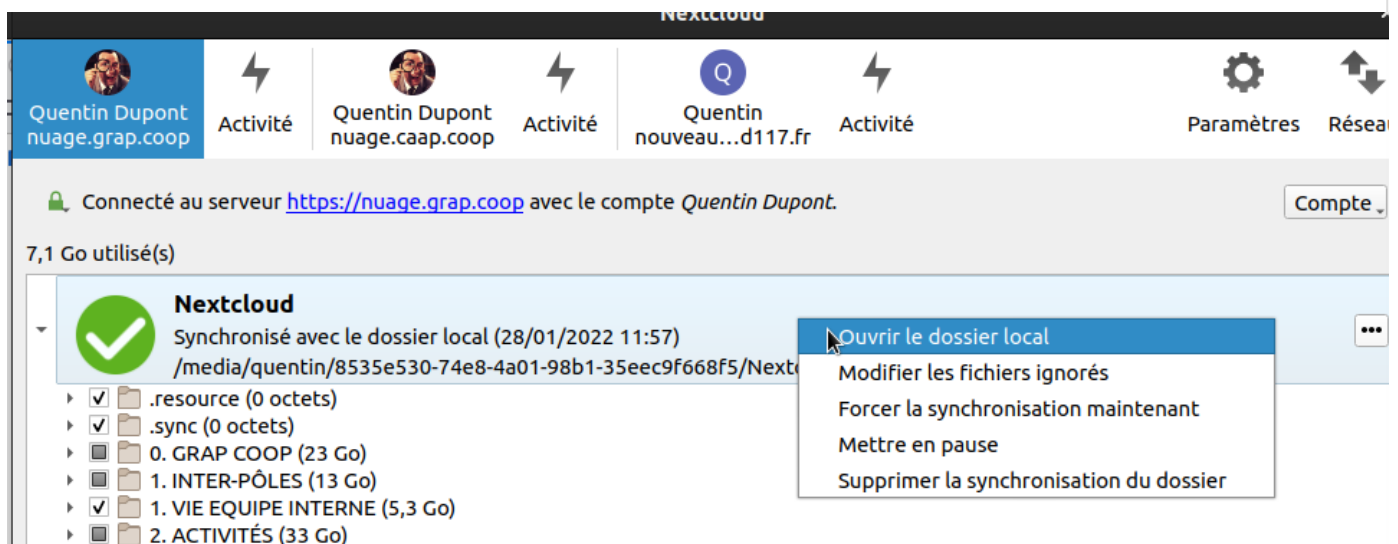 Nextcloud
Q
Quentin Dupont
nuage.grap.coop
Activité
Quentin Dupont
nuage.caap.coop
Activité
Quentin
nouveau...d117.fr
Activité
Paramètres
Connecté au serveur https://nuage.grap.coop avec le compte Quentin Dupont.
Compte
7,1 Go utilisé(s)
Nextcloud
Synchronisé avec le dossier local (28/01/2022 11:57)
/media/quentin/8535e530-74e8-4a01-98b1-35eec9f668f5/Nextc
Ouvrir le dossier local
Modifier les fichiers ignorés
Forcer la synchronisation maintenant
Mettre en pause
Supprimer la synchronisation du dossier
.resource (0 octets)
.sync (0 octets)
0. GRAP COOP (23 Go)
1. INTER-PÔLES (13 Go)
1. VIE EQUIPE INTERNE (5,3 Go)
2. ACTIVITÉS (33 Go)